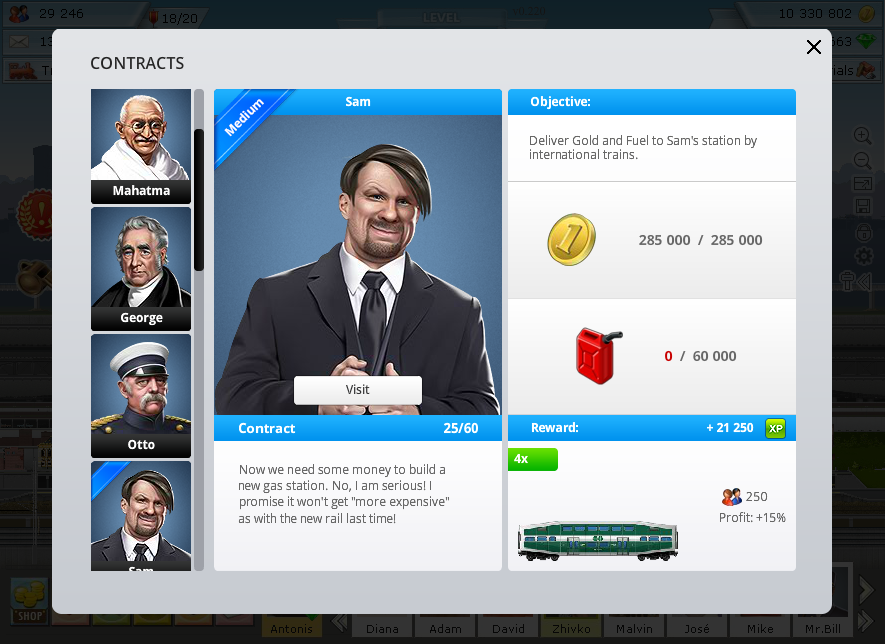 29 246
18/20
LEVEL
10 330 802
CONTRACTS
Mahatma
George
Otto
Sam
Medium
Sam
Visit
Contract
25/60
Now we need some money to build a
new gas station. No, I am serious! I
promise it won't get "more expensive"
as with the new rail last time!
Objective:
Deliver Gold and Fuel to Sam's station by
international trains.
285 000 / 285 000
0 / 60 000
Reward:
+ 21 250
XP
4x
250
Profit: +15%
SHOP
Antonis
Diana
Adam
David
Zhivko
Malvin
José
Mike
Mr.Bill